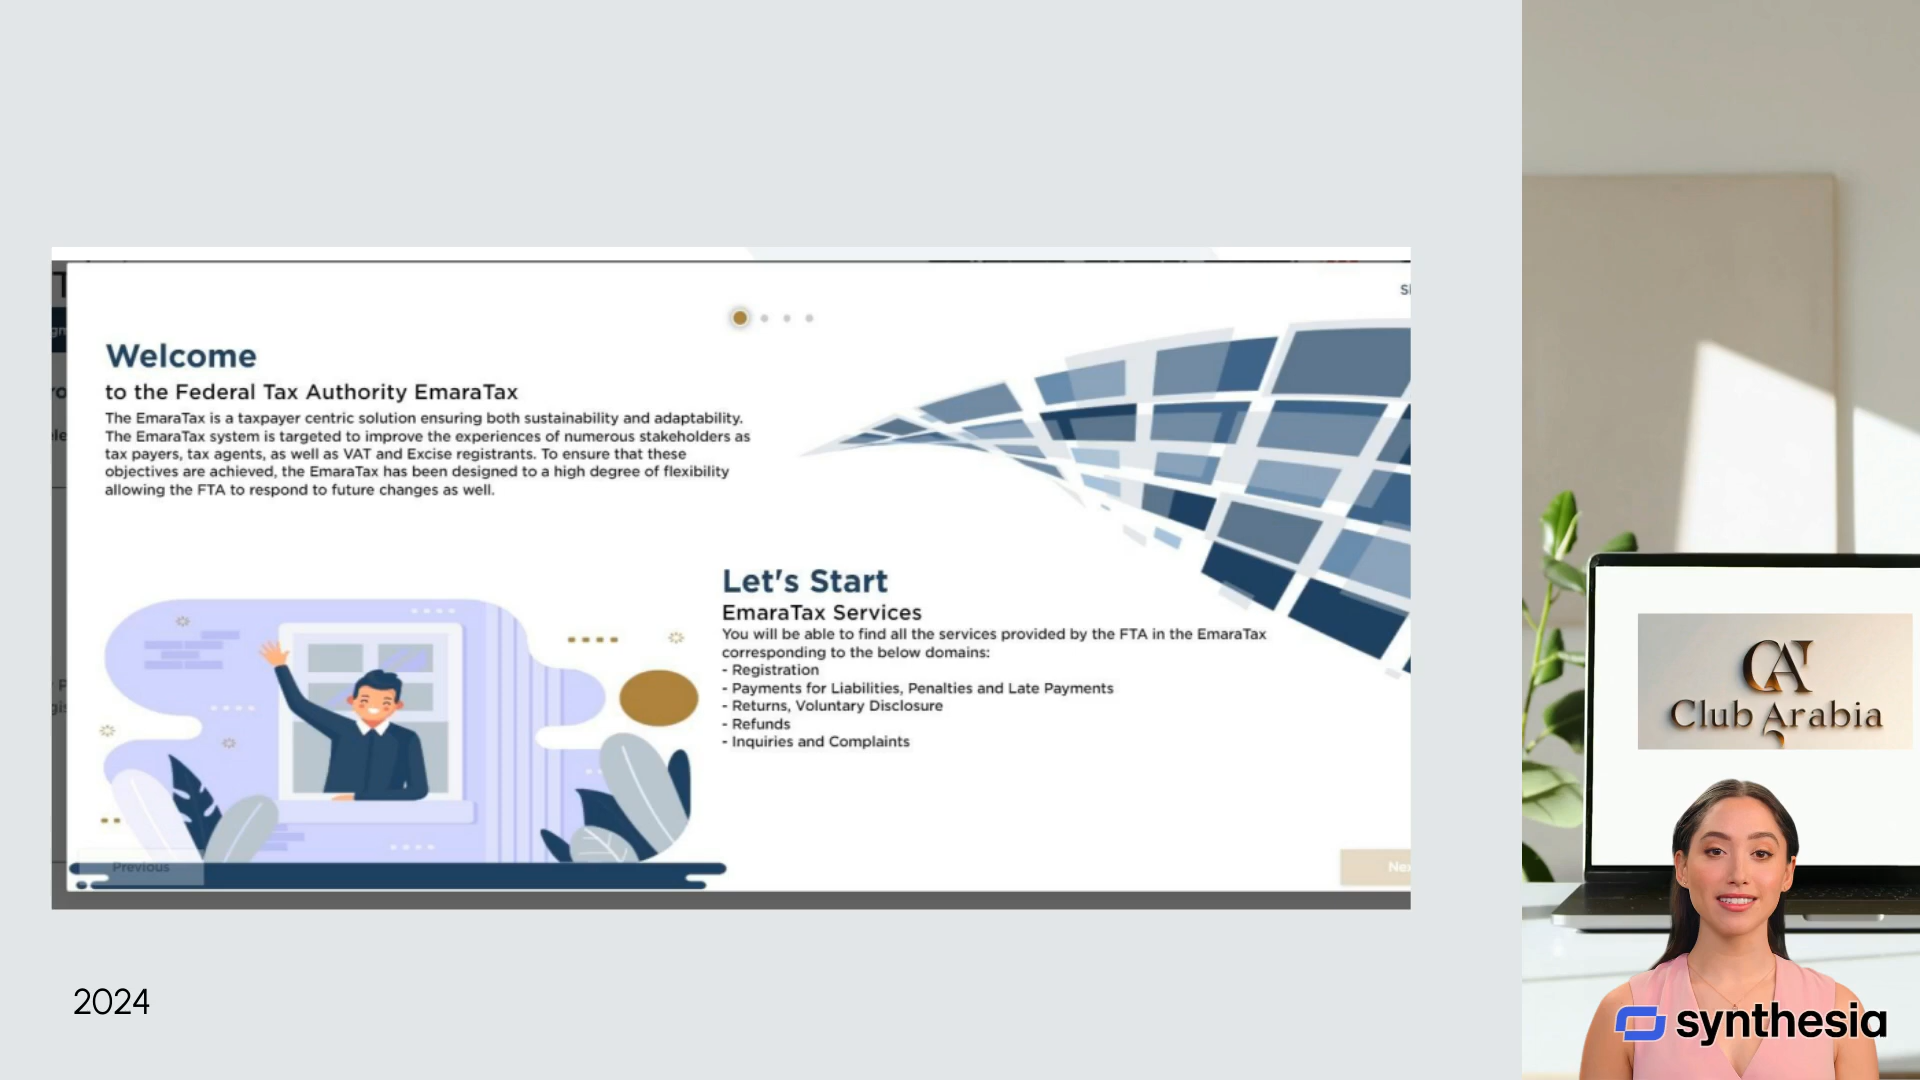 Welcome
to the Federal Tax Authority EmaraTax
The EmaraTax is a taxpayer centric solution ensuring both sustainability and adaptability.
The EmaraTax system is targeted to improve the experiences of numerous stakeholders as
tax payers, tax agents, as well as VAT and Excise registrants. To ensure that these
objectives are achieved, the EmaraTax has been designed to a high degree of flexibility
allowing the FTA to respond to future changes as well.
Let's Start
EmaraTax Services
You will be able to find all the services provided by the FTA in the EmaraTax
corresponding to the below domains:
- Registration
- Payments for Liabilities, Penalties and Late Payments
- Returns, Voluntary Disclosure
- Refunds
- Inquiries and Complaints
Previous
2024
CA
Club Arabia
synthesia